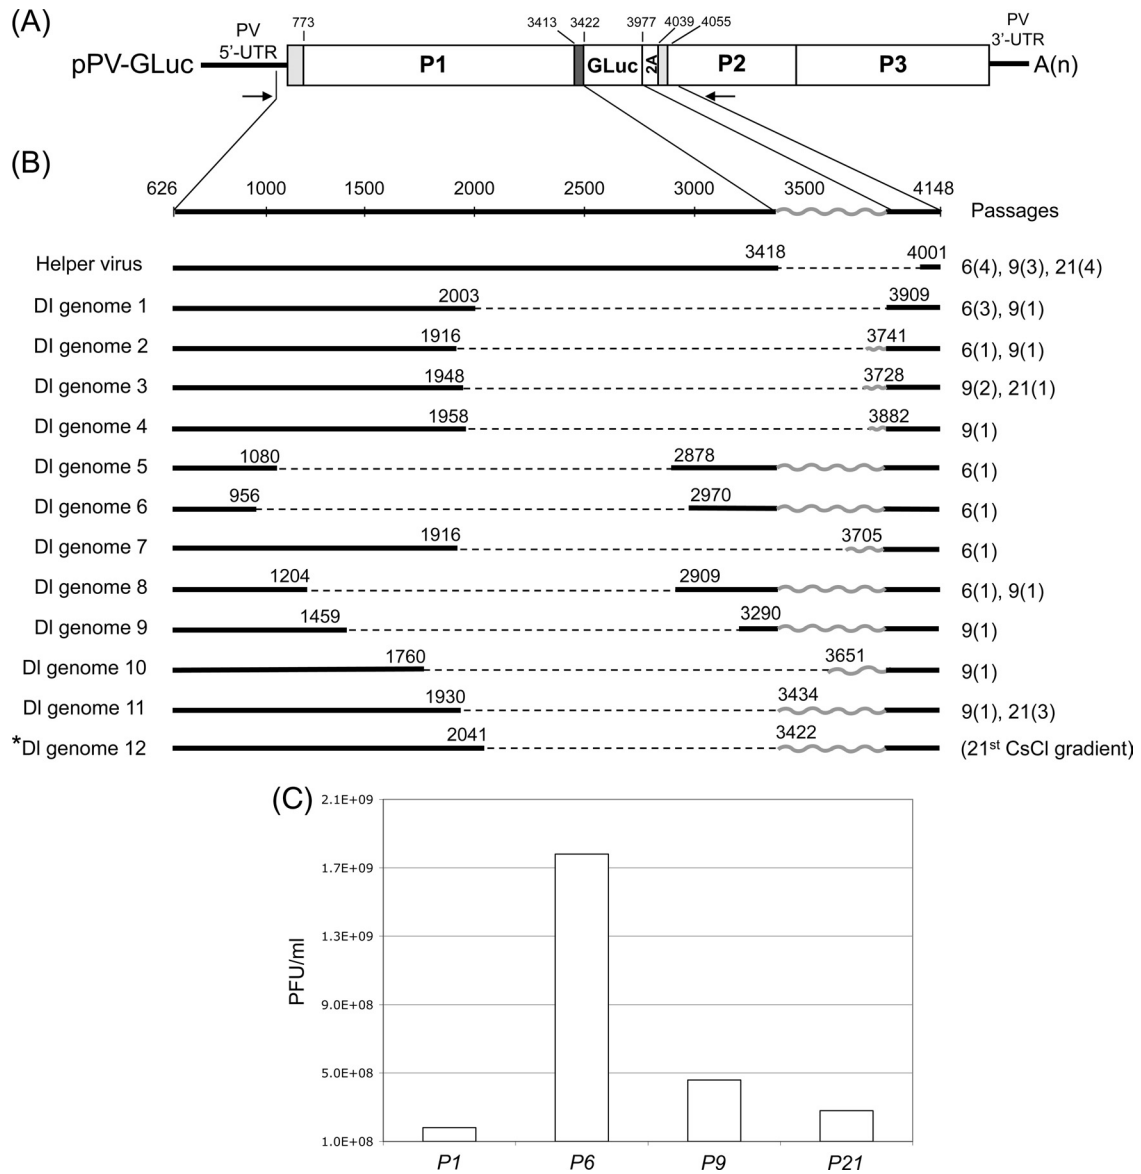 (A)
773 3413 3422 3977 4039 4055
PV
5’-UTR
PV
3’-UTR
pPV-GLuc P1 GLuc 2A P2 P3 A(n)
(B)
626 1000 1500 2000 2500 3000 3500 4148
Passages
Helper virus 3418 4001 6(4), 9(3), 21(4)
DI genome 1 2003 3909 6(3), 9(1)
DI genome 2 1916 3741 6(1), 9(1)
DI genome 3 1948 3728 9(2), 21(1)
DI genome 4 1958 3882 9(1)
DI genome 5 1080 2878 6(1)
DI genome 6 956 2970 6(1)
DI genome 7 1916 3705 6(1)
DI genome 8 1204 2909 6(1), 9(1)
DI genome 9 1459 3290 9(1)
DI genome 10 1760 3651 9(1)
DI genome 11 1930 3434 9(1), 21(3)
*DI genome 12 2041 3422 (21st CsCl gradient)
(C)
2.1E+09
1.7E+09
1.3E+09
9.0E+08
5.0E+08
1.0E+08
PFU/ml
P1 P6 P9 P21